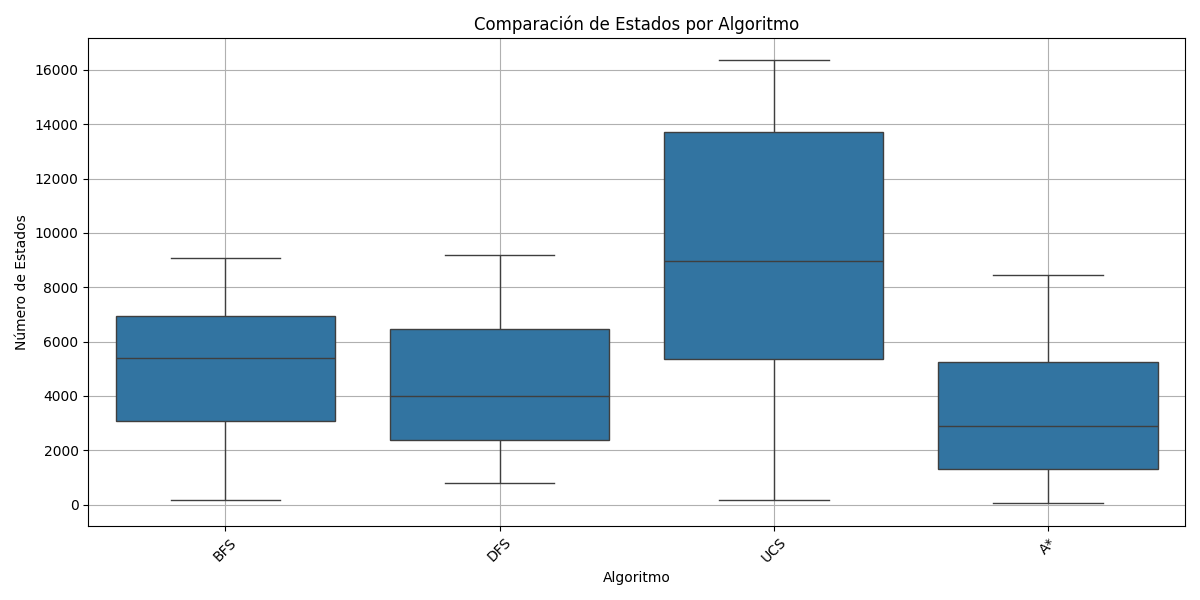 Comparación de Estados por Algoritmo
Número de Estados
16000
14000
12000
10000
8000
6000
4000
2000
0
BFS
DFS
UCS
A*
Algoritmo